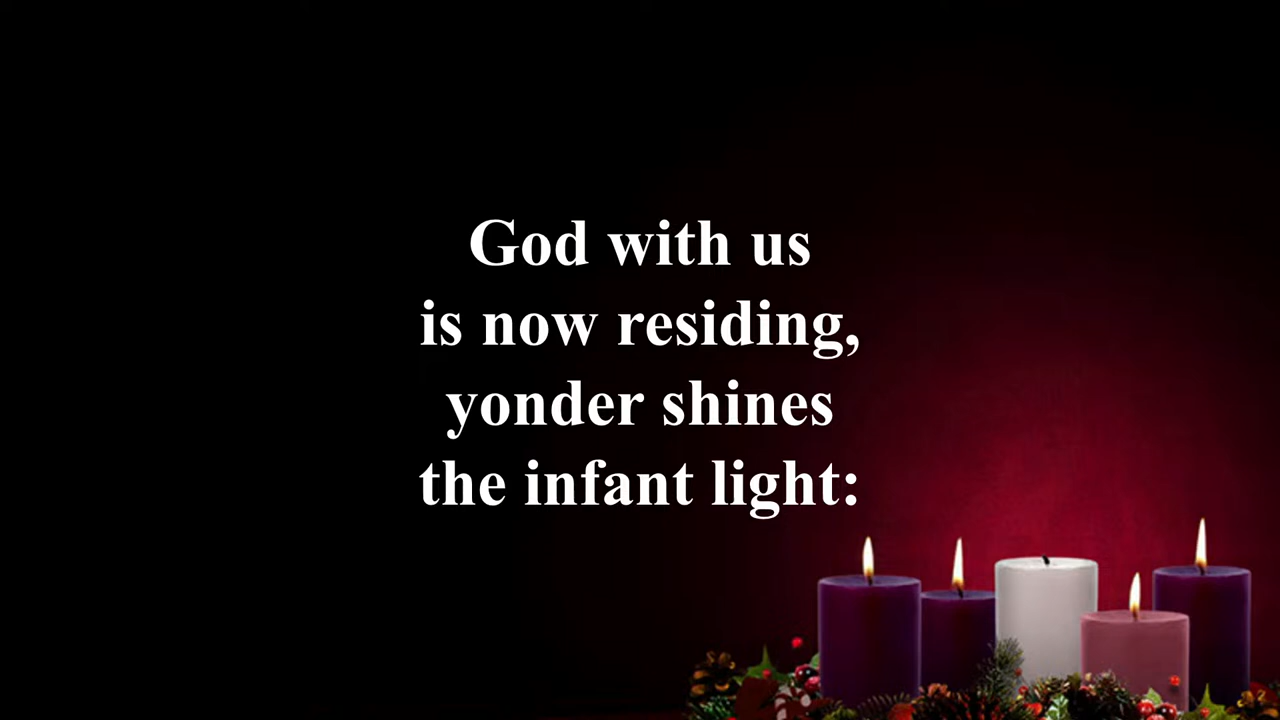 God with us
is now residing,
yonder shines
the infant light: